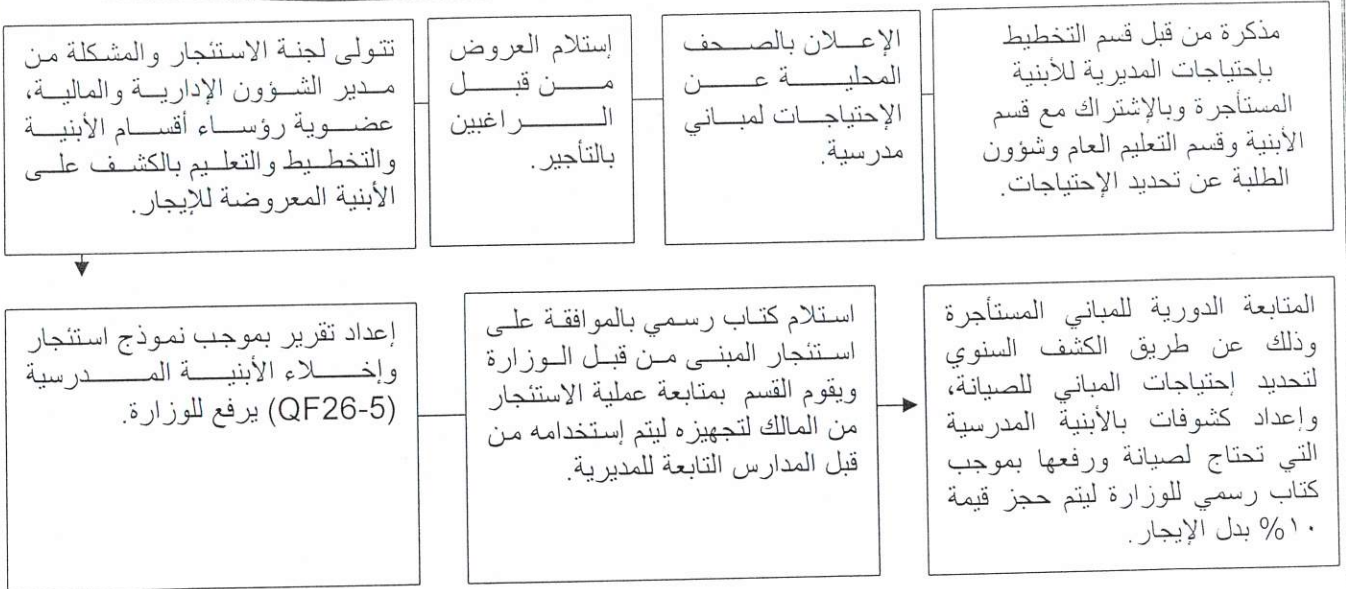 مذكرة من قبل قسم التخطيط
بإحتياجات المديرية للأبنية
المستأجرة وبالإشتراك مع قسم
الأبنية وقسم التعليم العام وشؤون
الطلبة عن تحديد الإحتياجات.
الإعلان بالصحف
المحلية عن
الإحتياجات لمباني
مدرسية.
إستلام العروض
من قبل
الراغبين
بالتأجير.
تتولى لجنة الاستئجار والمشكلة من
مدير الشؤون الإدارية والمالية،
عضوية رؤساء أقسام الأبنية
والتخطيط والتعليم بالكشف على
الأبنية المعروضة للإيجار.
إعداد تقرير بموجب نموذج استئجار
وإخلاء الأبنية المدرسية
(QF26-5) يرفع للوزارة.
استلام كتاب رسمي بالموافقة على
استئجار المبنى من قبل الوزارة
ويقوم القسم بمتابعة عملية الاستئجار
من المالك لتجهيزه ليتم إستخدامه من
قبل المدارس التابعة للمديرية.
المتابعة الدورية للمباني المستأجرة
وذلك عن طريق الكشف السنوي
لتحديد إحتياجات المباني للصيانة،
وإعداد كشوفات بالأبنية المدرسية
التي تحتاج لصيانة ورفعها بموجب
كتاب رسمي للوزارة ليتم حجز قيمة
١٠% بدل الإيجار.